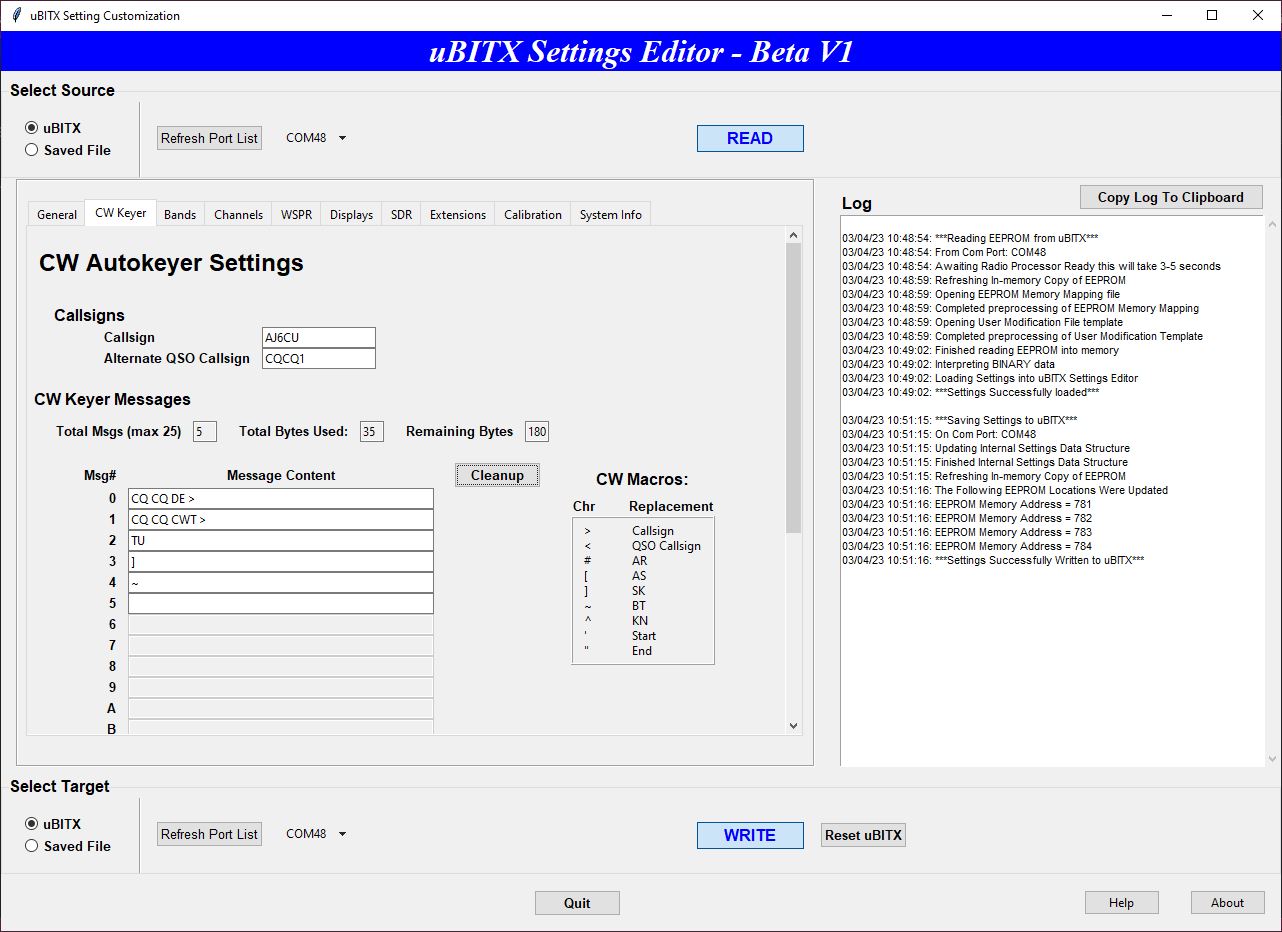 uBITX Setting Customization
uBITX Settings Editor - Beta V1
Select Source
uBITX
Saved File
Refresh Port List
COM48
READ
General CW Keyer Bands Channels WSPR Displays SDR Extensions Calibration System Info
CW Autokeyer Settings
Callsigns
Callsign AJ6CU
Alternate QSO Callsign CQCQ1
CW Keyer Messages
Total Msgs (max 25) 5 Total Bytes Used: 35 Remaining Bytes 180
Msg# Message Content Cleanup
0 CQ CQ DE >
1 CQ CQ CWT >
2 TU
3 ]
4 ~
5
6
7
8
9
A
B
CW Macros:
Chr Replacement
> Callsign
< QSO Callsign
# AR
[ AS
] SK
~ BT
^ KN
' Start
" End
Log
Copy Log To Clipboard
03/04/23 10:48:54: ***Reading EEPROM from uBITX***
03/04/23 10:48:54: From Com Port: COM48
03/04/23 10:48:54: Awaiting Radio Processor Ready this will take 3-5 seconds
03/04/23 10:48:59: Refreshing In-memory Copy of EEPROM
03/04/23 10:48:59: Opening EEPROM Memory Mapping file
03/04/23 10:48:59: Completed preprocessing of EEPROM Memory Mapping
03/04/23 10:48:59: Opening User Modification File template
03/04/23 10:48:59: Completed preprocessing of User Modification Template
03/04/23 10:49:02: Finished reading EEPROM into memory
03/04/23 10:49:02: Interpreting BINARY data
03/04/23 10:49:02: Loading Settings into uBITX Settings Editor
03/04/23 10:49:02: ***Settings Successfully loaded***
03/04/23 10:51:15: ***Saving Settings to uBITX***
03/04/23 10:51:15: On Com Port: COM48
03/04/23 10:51:15: Updating Internal Settings Data Structure
03/04/23 10:51:15: Finished Internal Settings Data Structure
03/04/23 10:51:15: Refreshing In-memory Copy of EEPROM
03/04/23 10:51:16: The Following EEPROM Locations Were Updated
03/04/23 10:51:16: EEPROM Memory Address = 781
03/04/23 10:51:16: EEPROM Memory Address = 782
03/04/23 10:51:16: EEPROM Memory Address = 783
03/04/23 10:51:16: EEPROM Memory Address = 784
03/04/23 10:51:16: ***Settings Successfully Written to uBITX***
Select Target
uBITX
Saved File
Refresh Port List
COM48
WRITE
Reset uBITX
Quit
Help
About